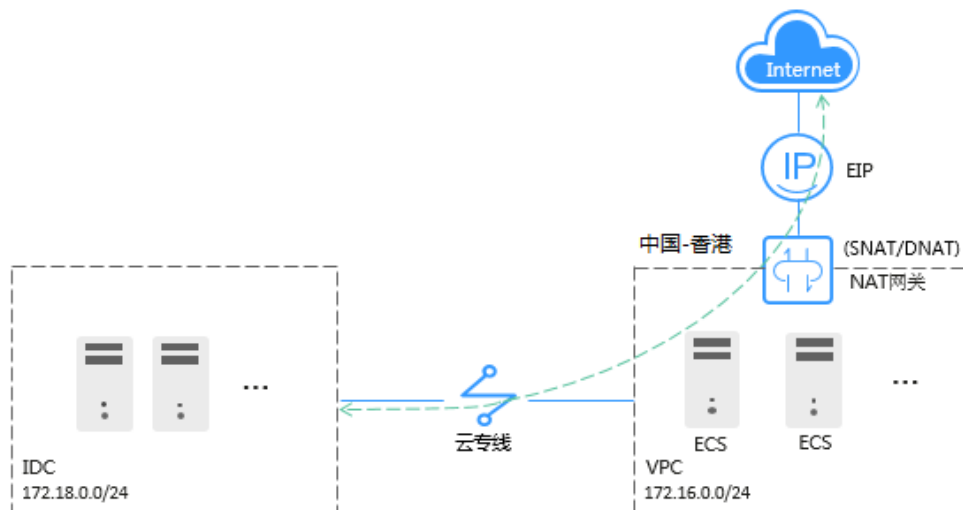 Internet
IP
EIP
中国-香港
(SNAT/DNAT)
NAT网关
...
...
云专线
ECS
ECS
IDC
172.18.0.0/24
VPC
172.16.0.0/24